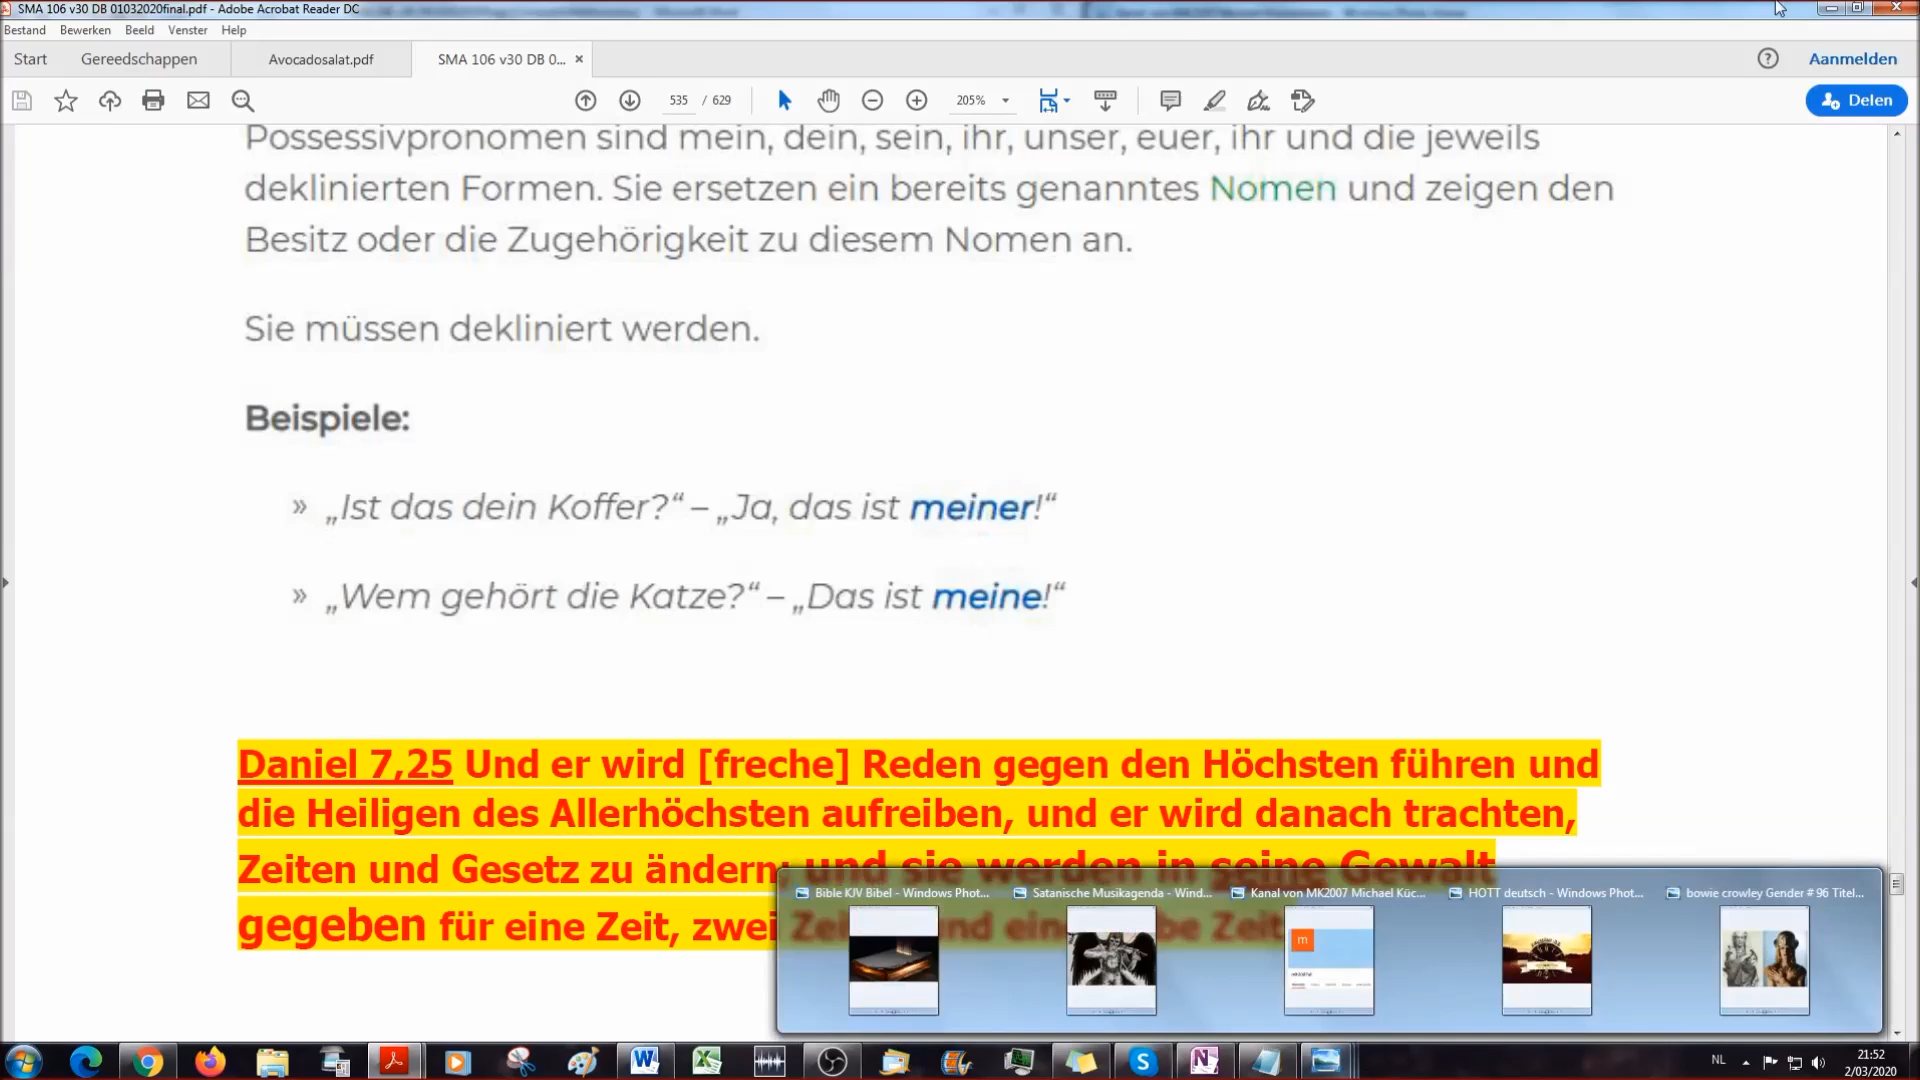 SMA 106 v30 DB 01032020final.pdf - Adobe Acrobat Reader DC
Bestand Bewerken Beeld Venster Help
Start Gereedschappen Avocadosalat.pdf SMA 106 v30 DB 0... × Aanmelden
535 / 629 205% Delen
Possessivpronomen sind mein, dein, sein, ihr, unser, euer, ihr und die jeweils
deklinierten Formen. Sie ersetzen ein bereits genanntes Nomen und zeigen den
Besitz oder die Zugehörigkeit zu diesem Nomen an.
Sie müssen dekliniert werden.
Beispiele:
» „Ist das dein Koffer?“ – „Ja, das ist meiner!“
» „Wem gehört die Katze?“ – „Das ist meine!“
Daniel 7,25 Und er wird [freche] Reden gegen den Höchsten führen und
die Heiligen des Allerhöchsten aufreiben, und er wird danach trachten,
Zeiten und Gesetz zu ändern; und sie werden in seine Gewalt
gegeben für eine Zeit, zwei Zeiten und eine halbe Zeit
Bible KJV Bibel - Windows Phot... Satanische Musikagenda - Wind... Kanal von MK2007 Michael Küc... HOTT deutsch - Windows Phot... bowie crowley Gender # 96 Titel...
m
NL 21:52
2/03/2020